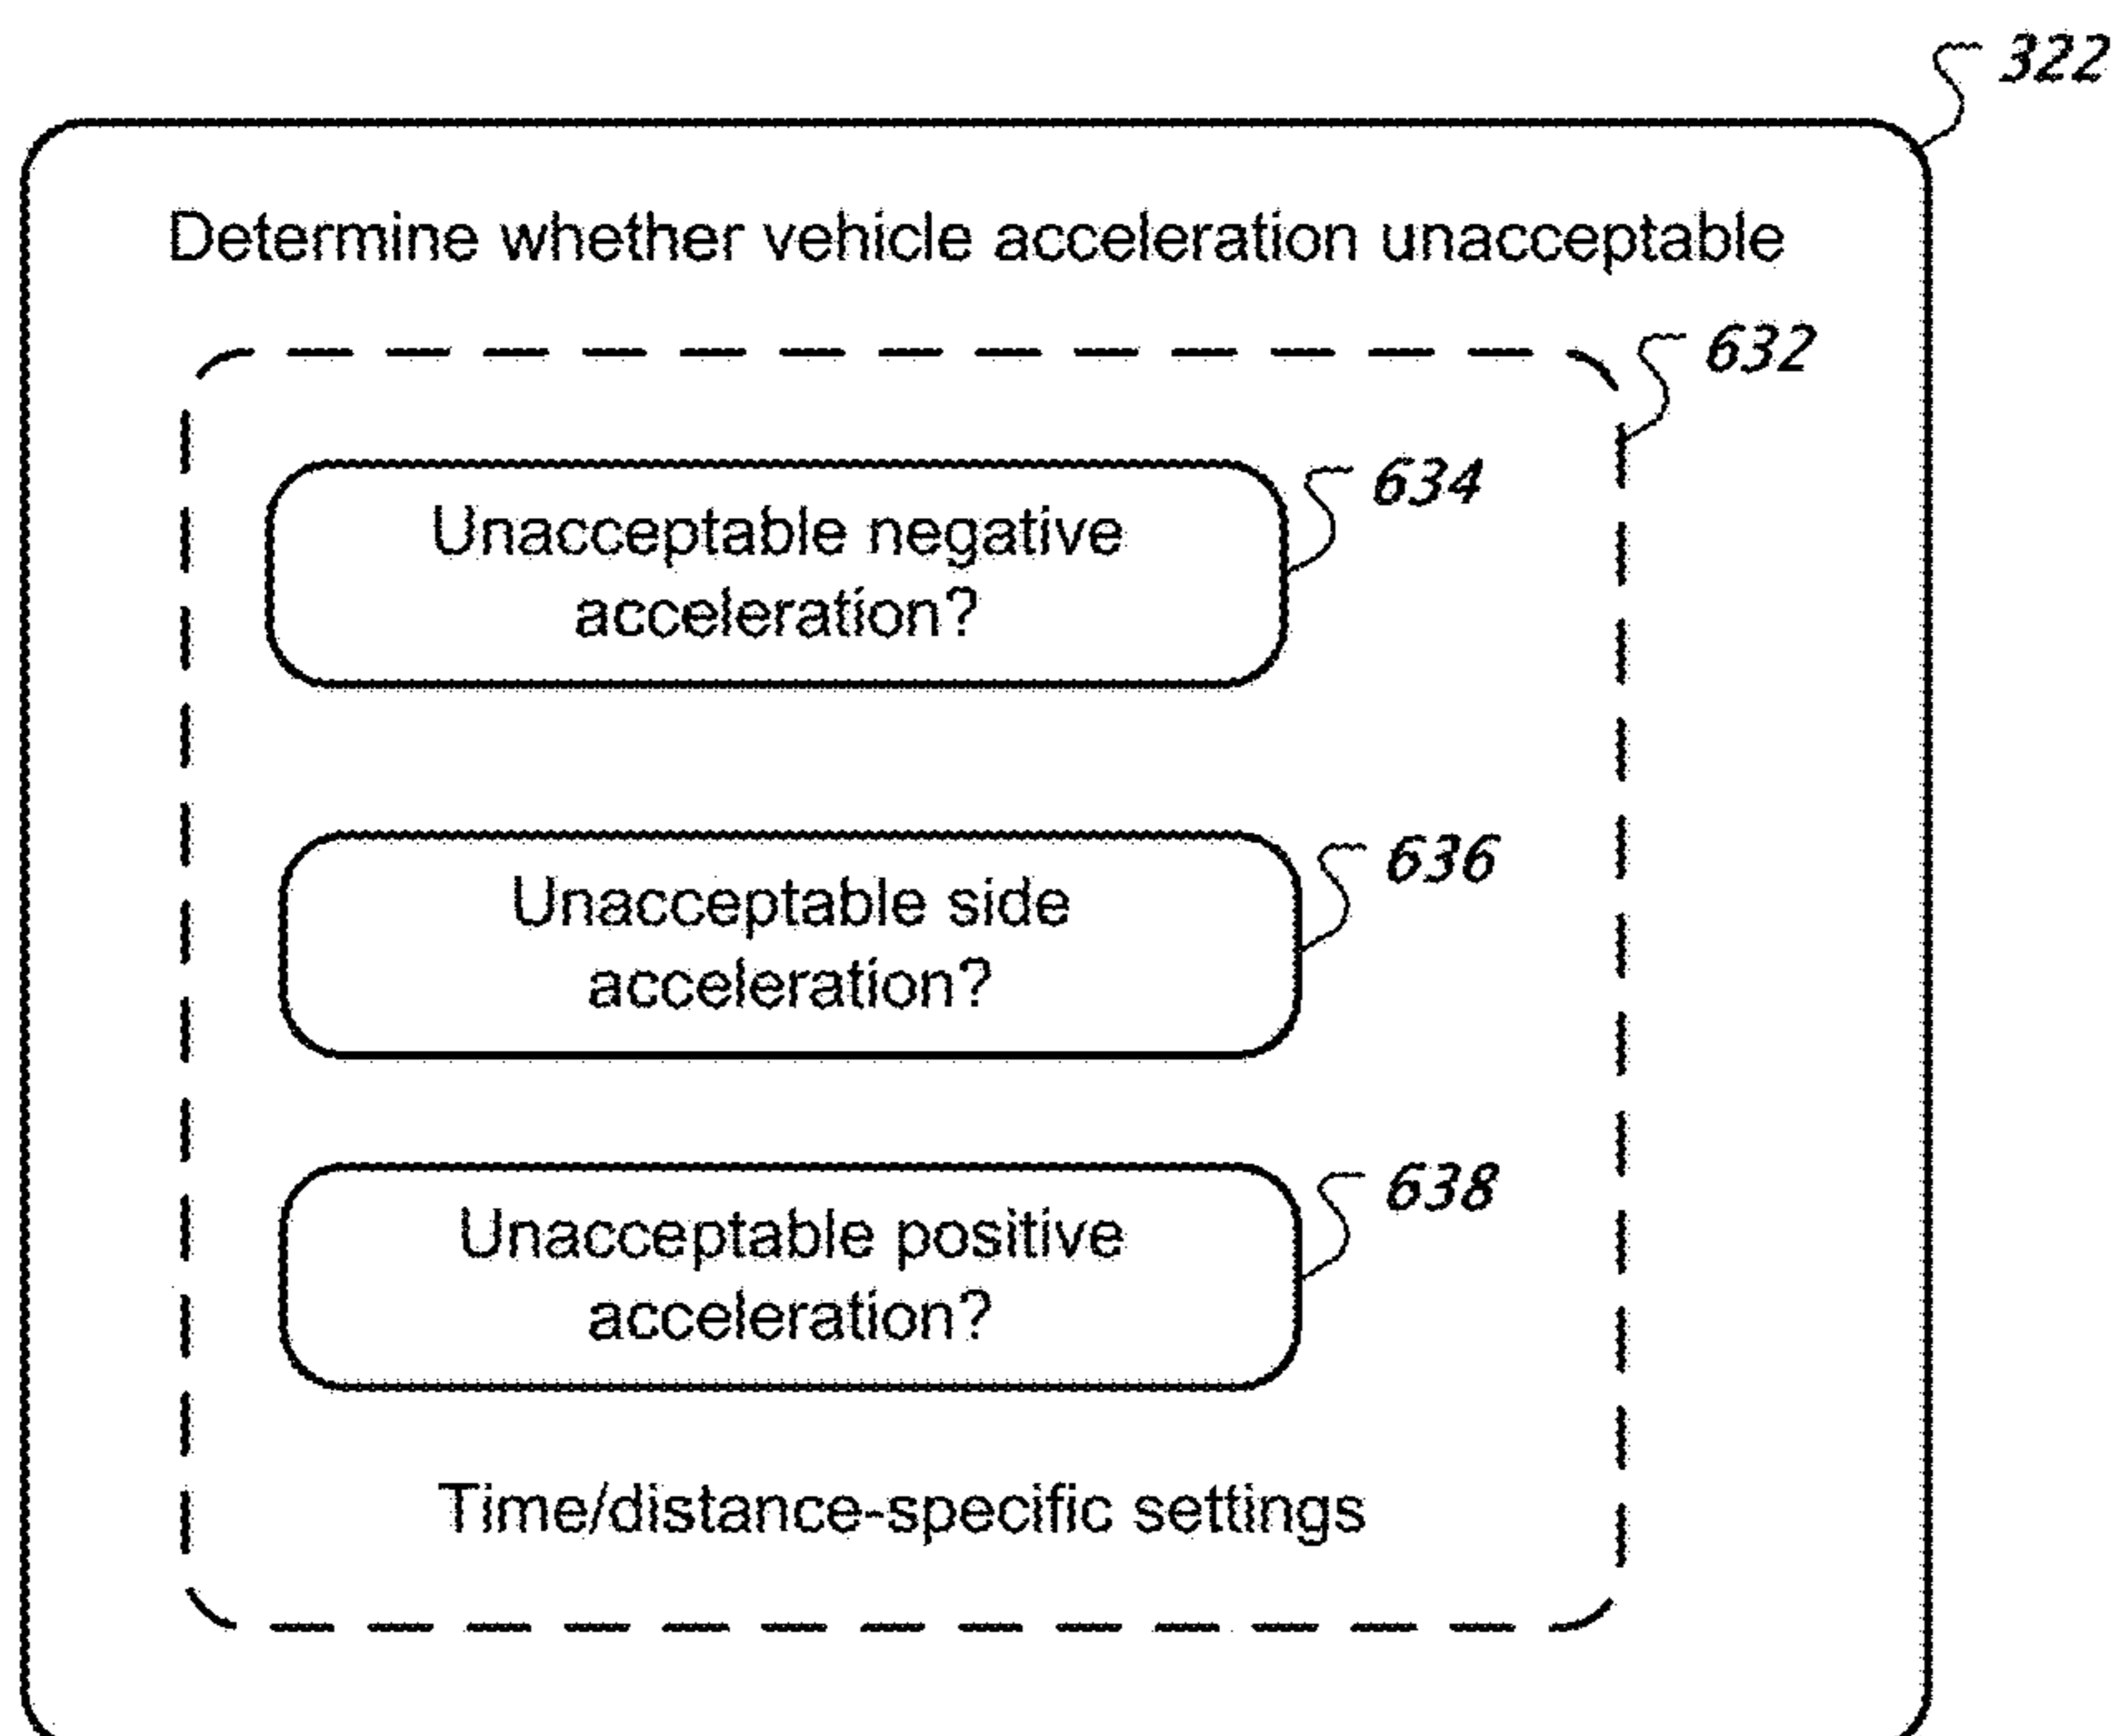 322
Determine whether vehicle acceleration unacceptable
632
Unacceptable negative
acceleration?
634
Unacceptable side
acceleration?
636
Unacceptable positive
acceleration?
638
Time/distance-specific settings